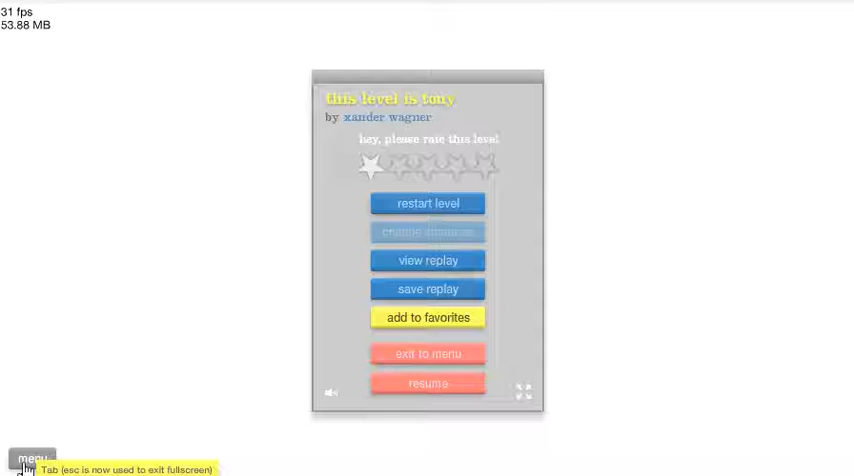 31 fps
53.88 MB
this level is tony
by xander wagner
hey, please rate this level
restart level
change character
view replay
save replay
add to favorites
exit to menu
resume
menu
Tab (esc is now used to exit fullscreen)